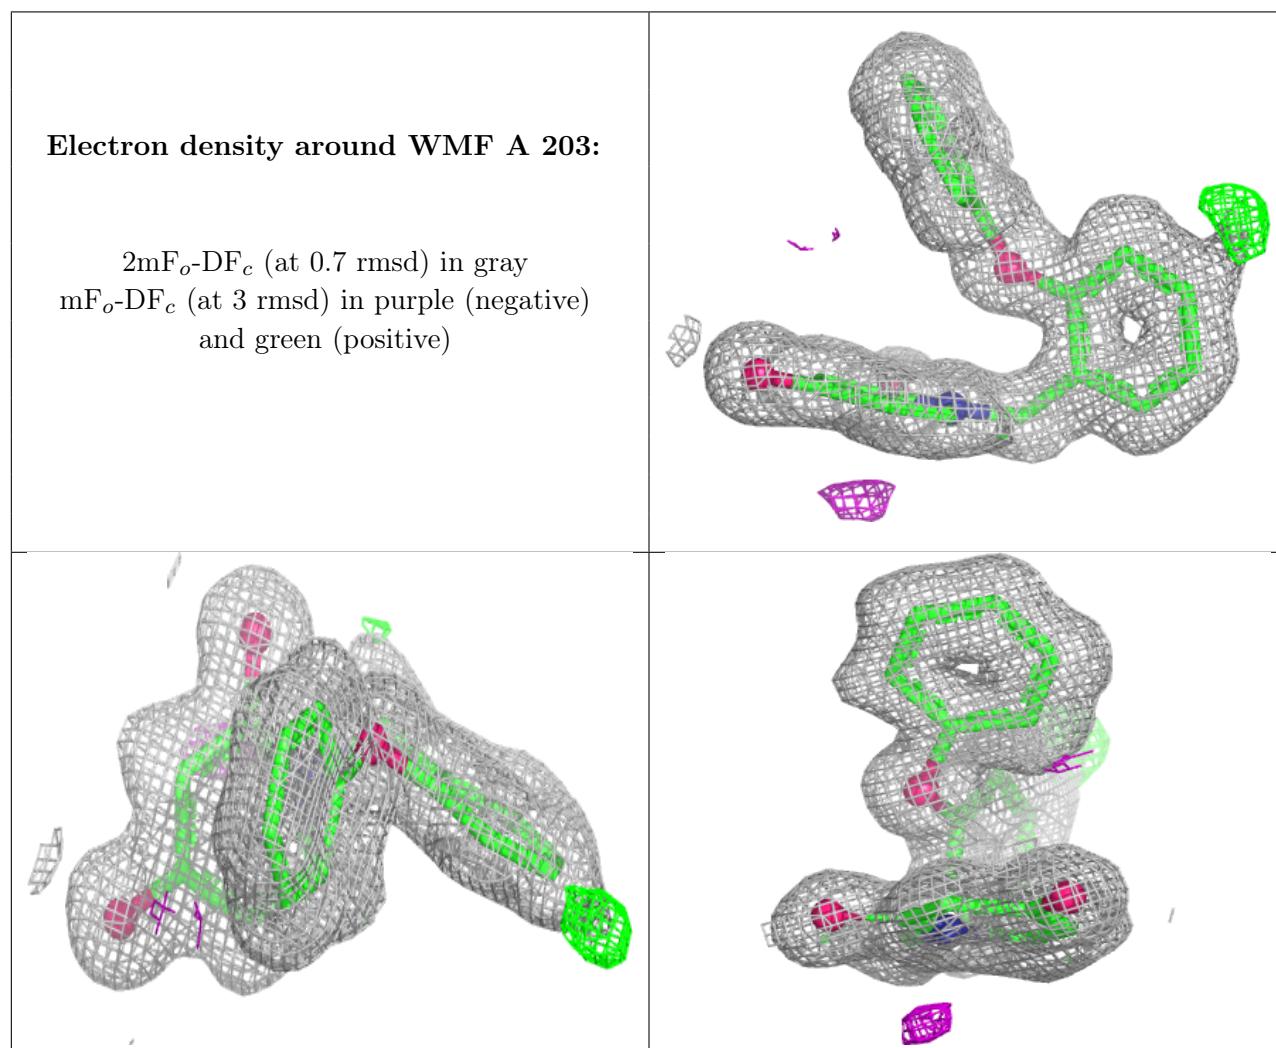 Electron density around WMF A 203:
2mFo-DFc (at 0.7 rmsd) in gray
mFo-DFc (at 3 rmsd) in purple (negative)
and green (positive)